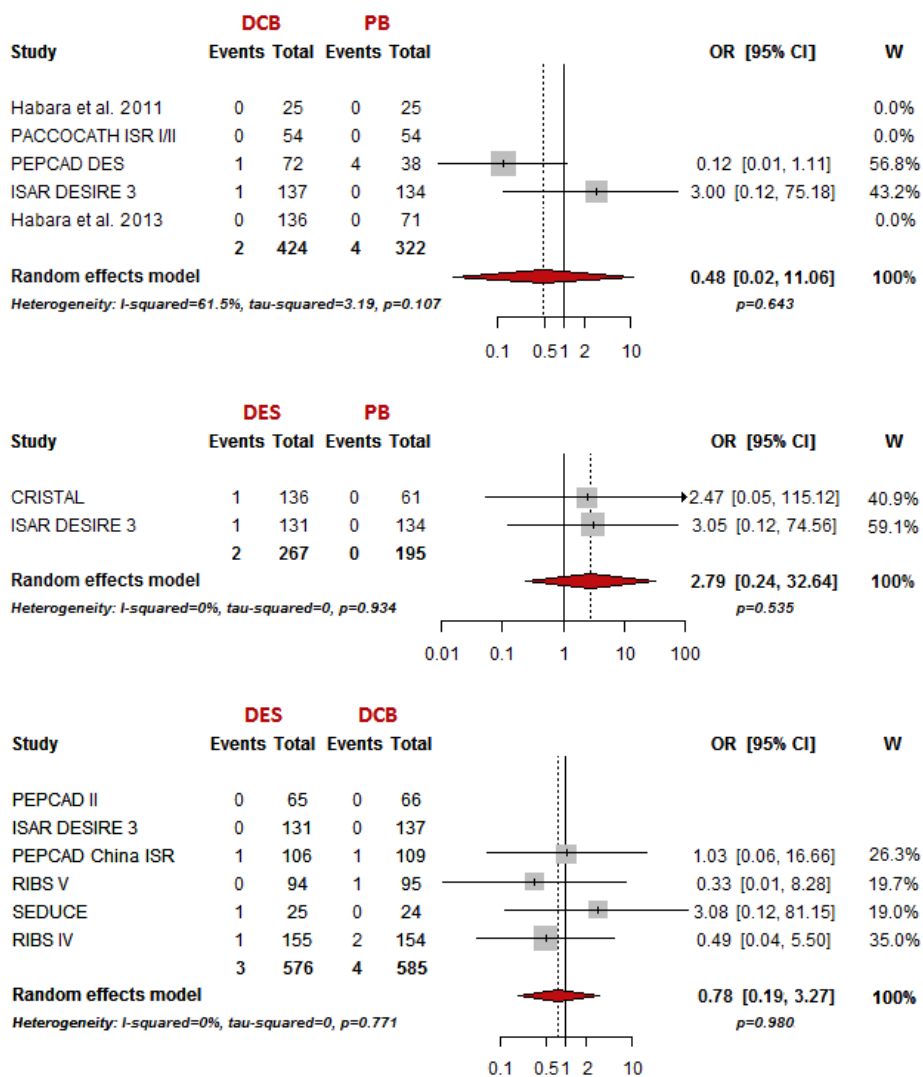 DCB PB
Study Events Total Events Total OR [95% CI] W
Habara et al. 2011 0 25 0 25 0.0%
PACCOCATH ISR I/II 0 54 0 54 0.0%
PEPCAD DES 1 72 4 38 0.12 [0.01, 1.11] 56.8%
ISAR DESIRE 3 1 137 0 134 3.00 [0.12, 75.18] 43.2%
Habara et al. 2013 0 136 0 71 0.0%
2 424 4 322
Random effects model 0.48 [0.02, 11.06] 100%
Heterogeneity: I-squared=61.5%, tau-squared=3.19, p=0.107 p=0.643
0.1 0.5 1 2 10
DES PB
Study Events Total Events Total OR [95% CI] W
CRISTAL 1 136 0 61 2.47 [0.05, 115.12] 40.9%
ISAR DESIRE 3 1 131 0 134 3.05 [0.12, 74.56] 59.1%
2 267 0 195
Random effects model 2.79 [0.24, 32.64] 100%
Heterogeneity: I-squared=0%, tau-squared=0, p=0.934 p=0.535
0.01 0.1 1 10 100
DES DCB
Study Events Total Events Total OR [95% CI] W
PEPCAD II 0 65 0 66
ISAR DESIRE 3 0 131 0 137
PEPCAD China ISR 1 106 1 109 1.03 [0.06, 16.66] 26.3%
RIBS V 0 94 1 95 0.33 [0.01, 8.28] 19.7%
SEDUCE 1 25 0 24 3.08 [0.12, 81.15] 19.0%
RIBS IV 1 155 2 154 0.49 [0.04, 5.50] 35.0%
3 576 4 585
Random effects model 0.78 [0.19, 3.27] 100%
Heterogeneity: I-squared=0%, tau-squared=0, p=0.771 p=0.980
0.1 0.5 1 2 10